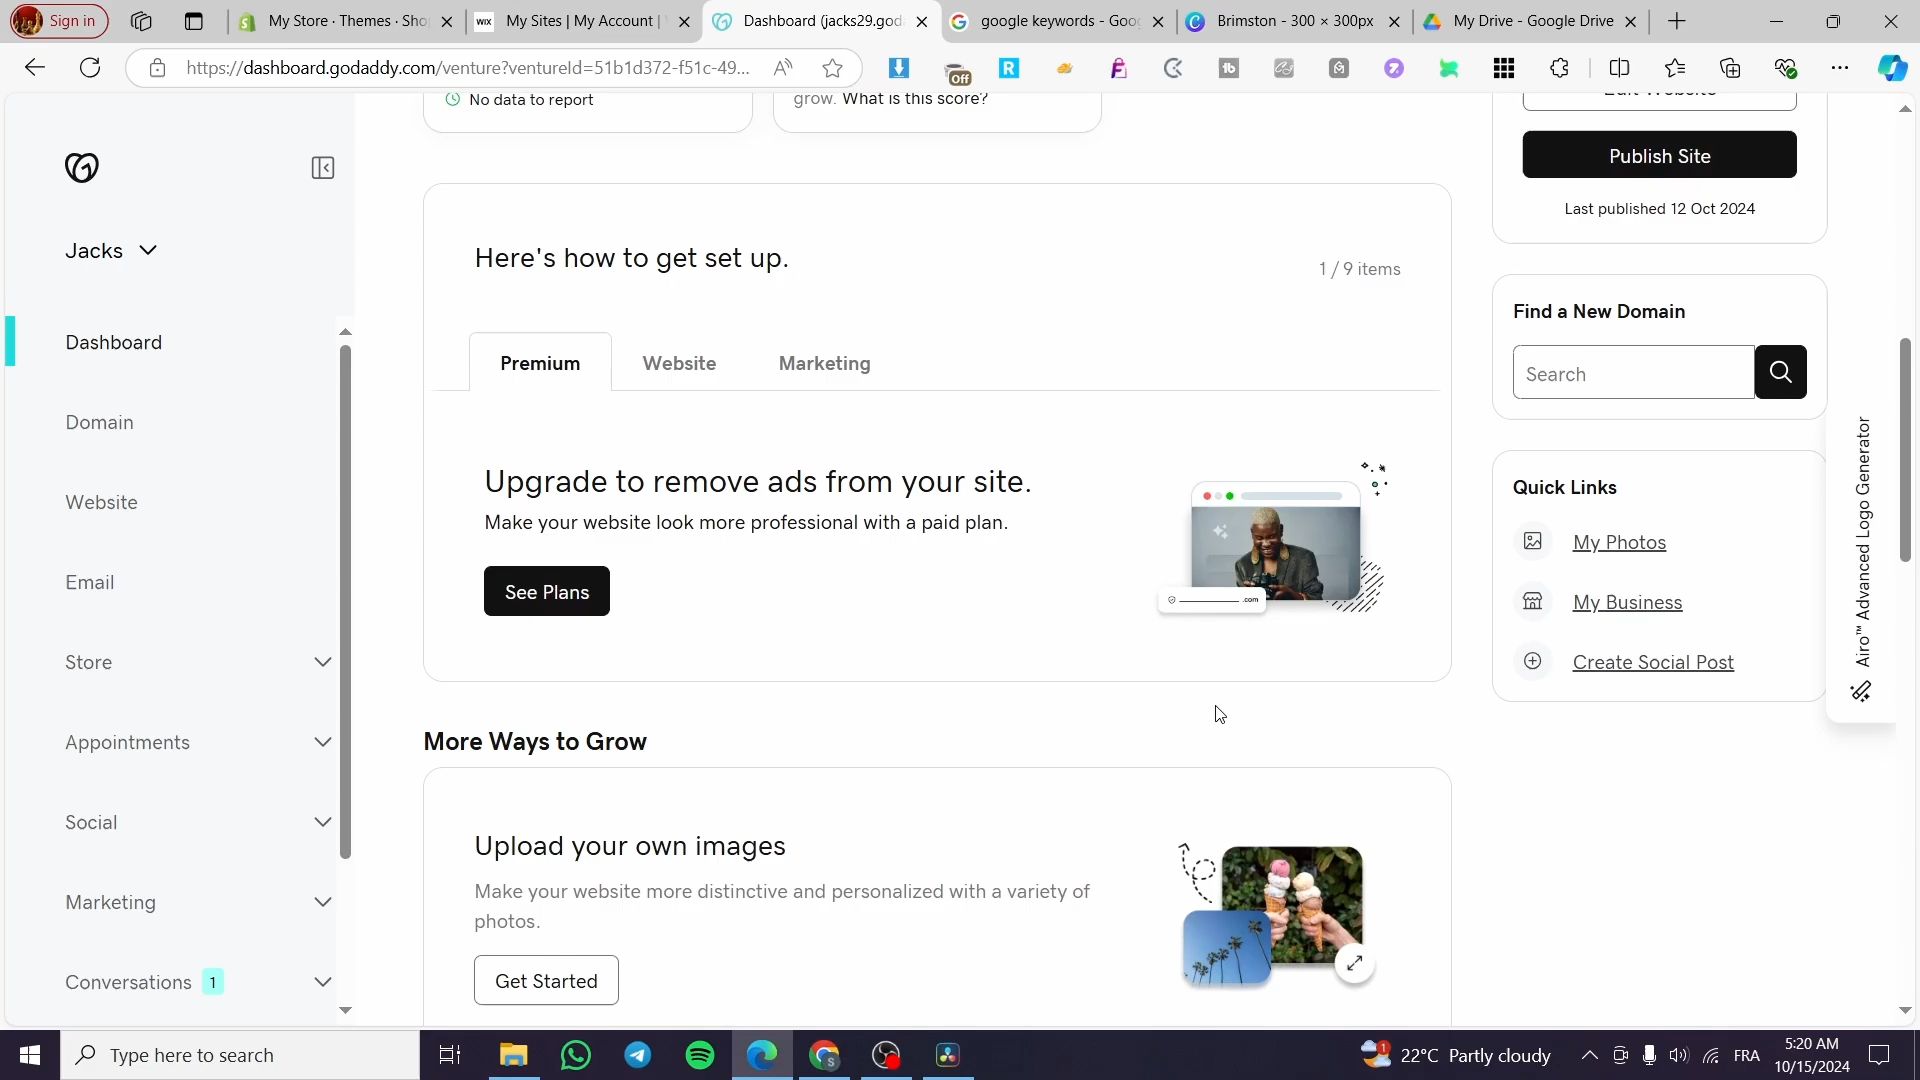 Sign in
My Store · Themes · Sho
WIX
My Sites | My Account |
Dashboard (jacks29.god
google keywords - Goo
Brimston - 300 × 300px
My Drive - Google Drive
https://dashboard.godaddy.com/venture?ventureId=51b1d372-f51c-49...
Off
No data to report
grow. What is this score?
Edit Website
Publish Site
Last published 12 Oct 2024
Jacks
Dashboard
Domain
Website
Email
Store
Appointments
Social
Marketing
Conversations 1
Here's how to get set up.
1 / 9 items
Premium
Website
Marketing
Upgrade to remove ads from your site.
Make your website look more professional with a paid plan.
See Plans
.com
Find a New Domain
Search
Quick Links
My Photos
My Business
Create Social Post
Airo™ Advanced Logo Generator
More Ways to Grow
Upload your own images
Make your website more distinctive and personalized with a variety of
photos.
Get Started
Type here to search
22°C Partly cloudy
FRA
5:20 AM
10/15/2024